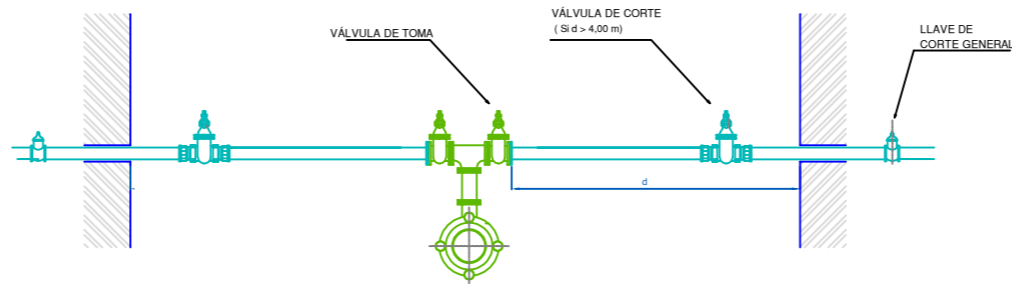 VÁLVULA DE TOMA
VÁLVULA DE CORTE
( Si d > 4,00 m)
LLAVE DE
CORTE GENERAL
d